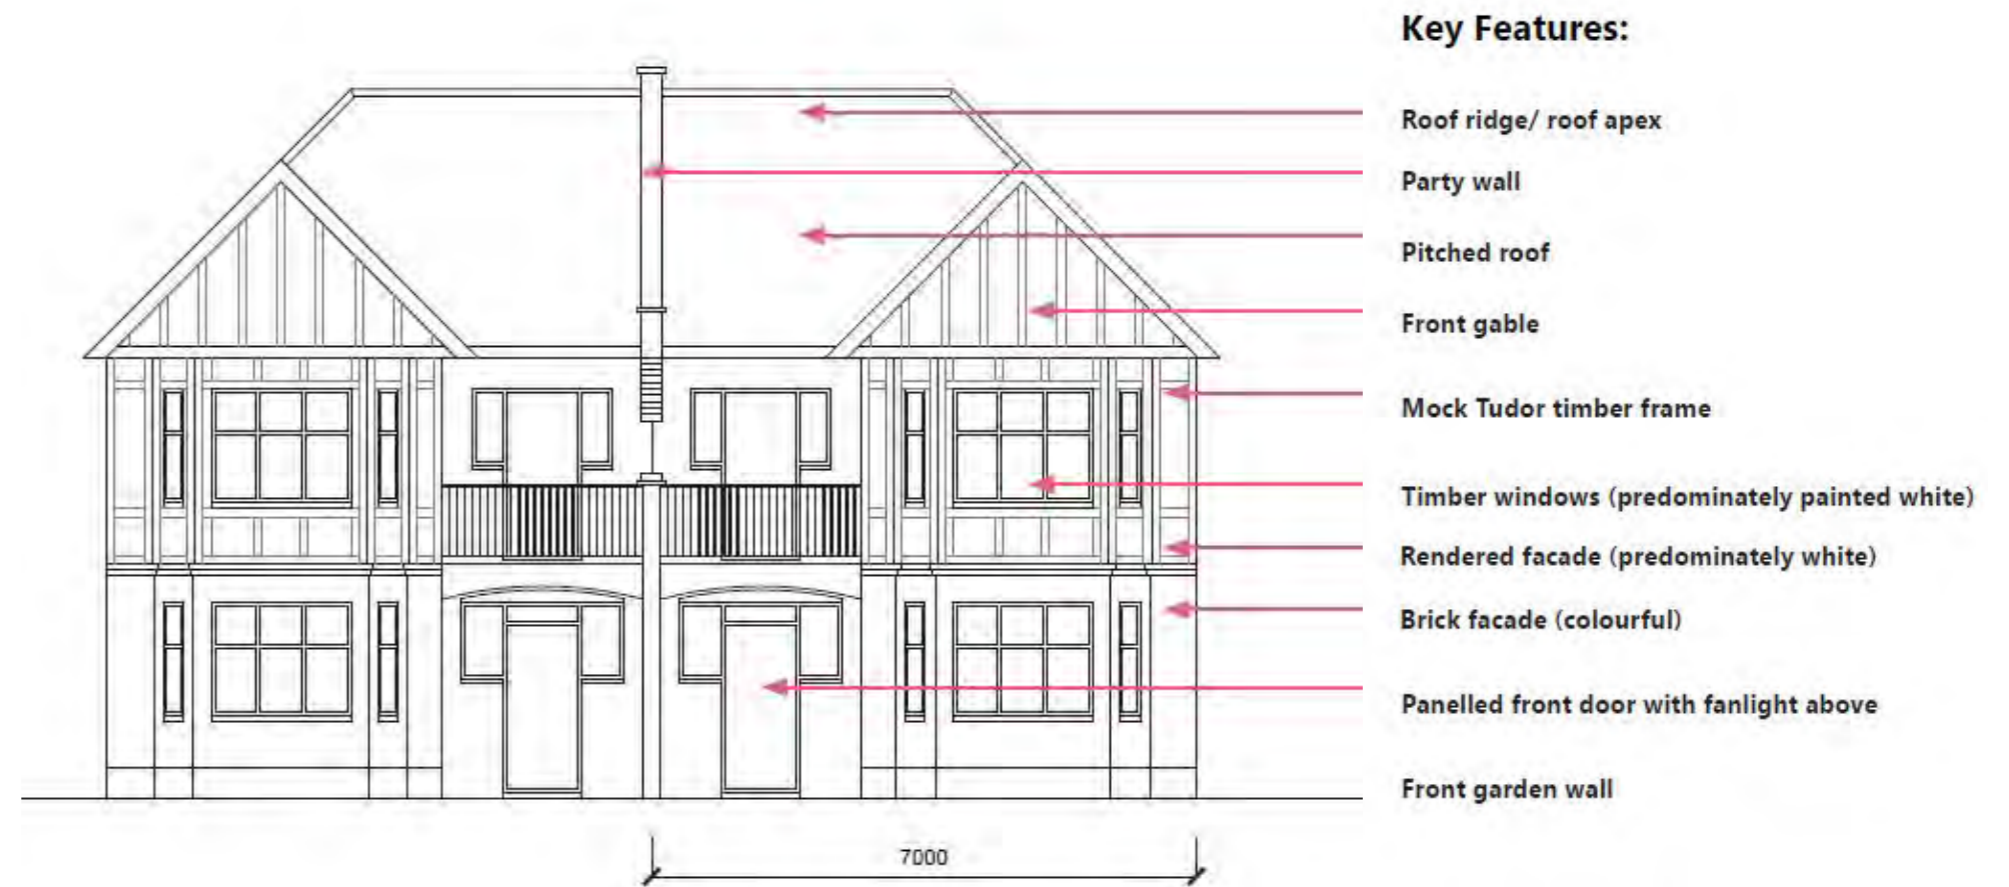 Key Features:
Roof ridge/ roof apex
Party wall
Pitched roof
Front gable
Mock Tudor timber frame
Timber windows (predominately painted white)
Rendered facade (predominately white)
Brick facade (colourful)
Panelled front door with fanlight above
Front garden wall
7000